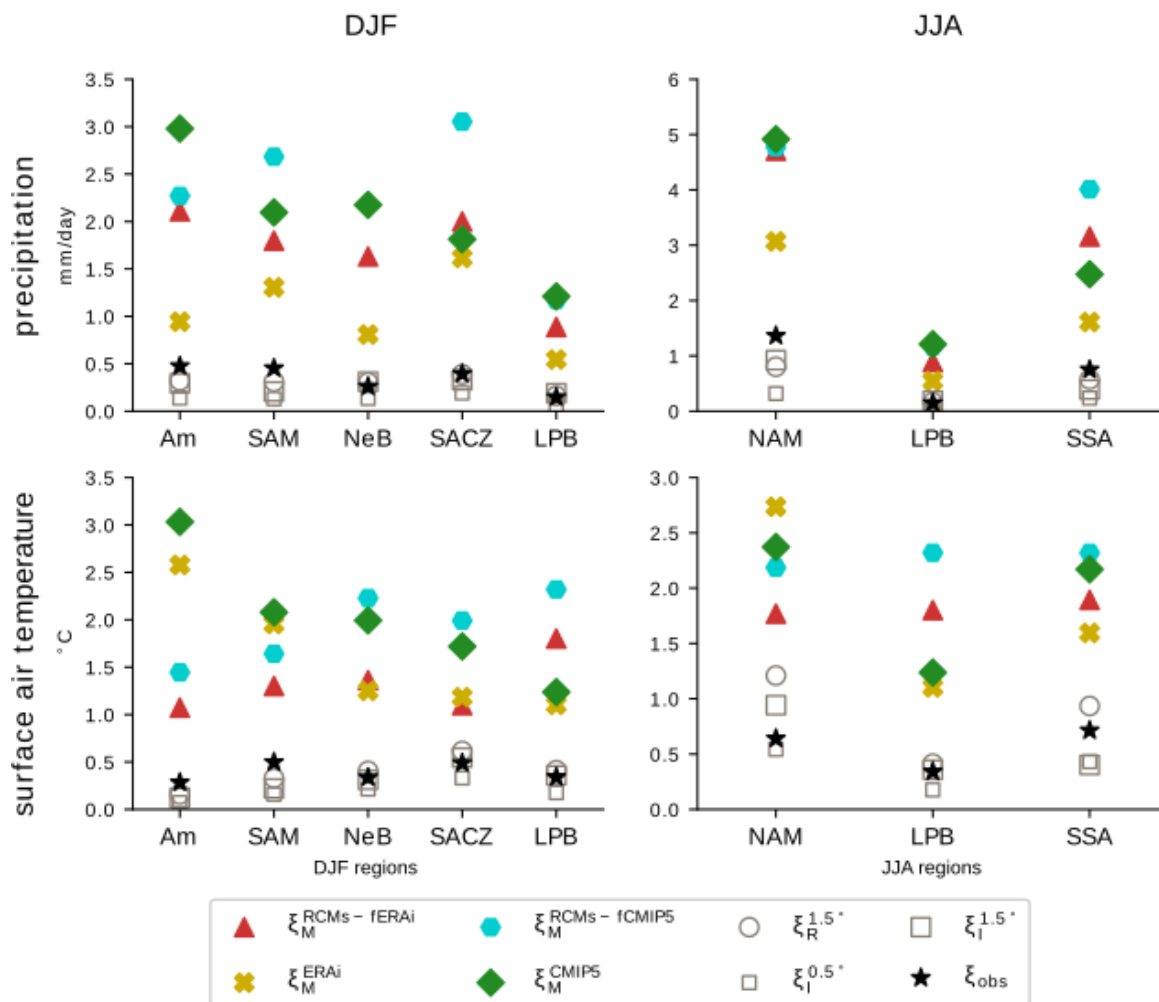 DJF
JJA
precipitation
mm/day
3.5
3.0
2.5
2.0
1.5
1.0
0.5
0.0
Am SAM NeB SACZ LPB
6
5
4
3
2
1
0
NAM LPB SSA
surface air temperature
°C
3.5
3.0
2.5
2.0
1.5
1.0
0.5
0.0
Am SAM NeB SACZ LPB
DJF regions
3.0
2.5
2.0
1.5
1.0
0.5
0.0
NAM LPB SSA
JJA regions
ξ_M^{RCMs-fERAi} ξ_M^{RCMs-fCMIP5} ξ_R^{1.5°} ξ_I^{1.5°}
ξ_M^{ERAi} ξ_M^{CMIP5} ξ_I^{0.5°} ξ_{obs}